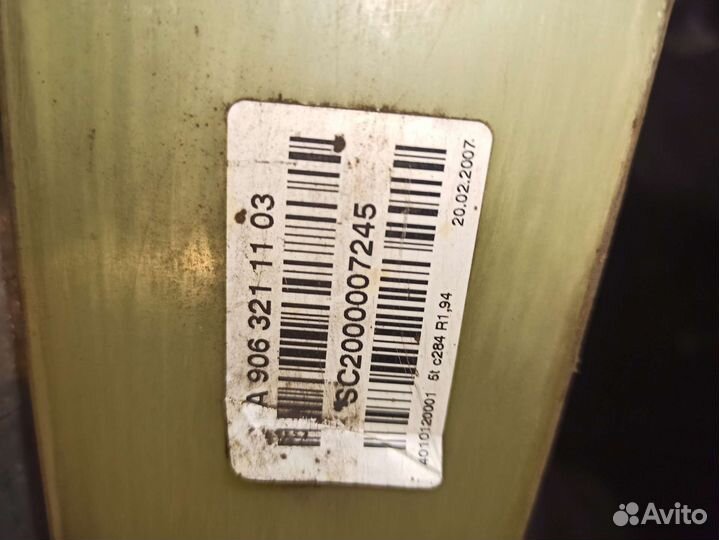 A 906 321 11 03
SC2000007245
4010120001 5t c284 R1,94 20.02.2007
Avito